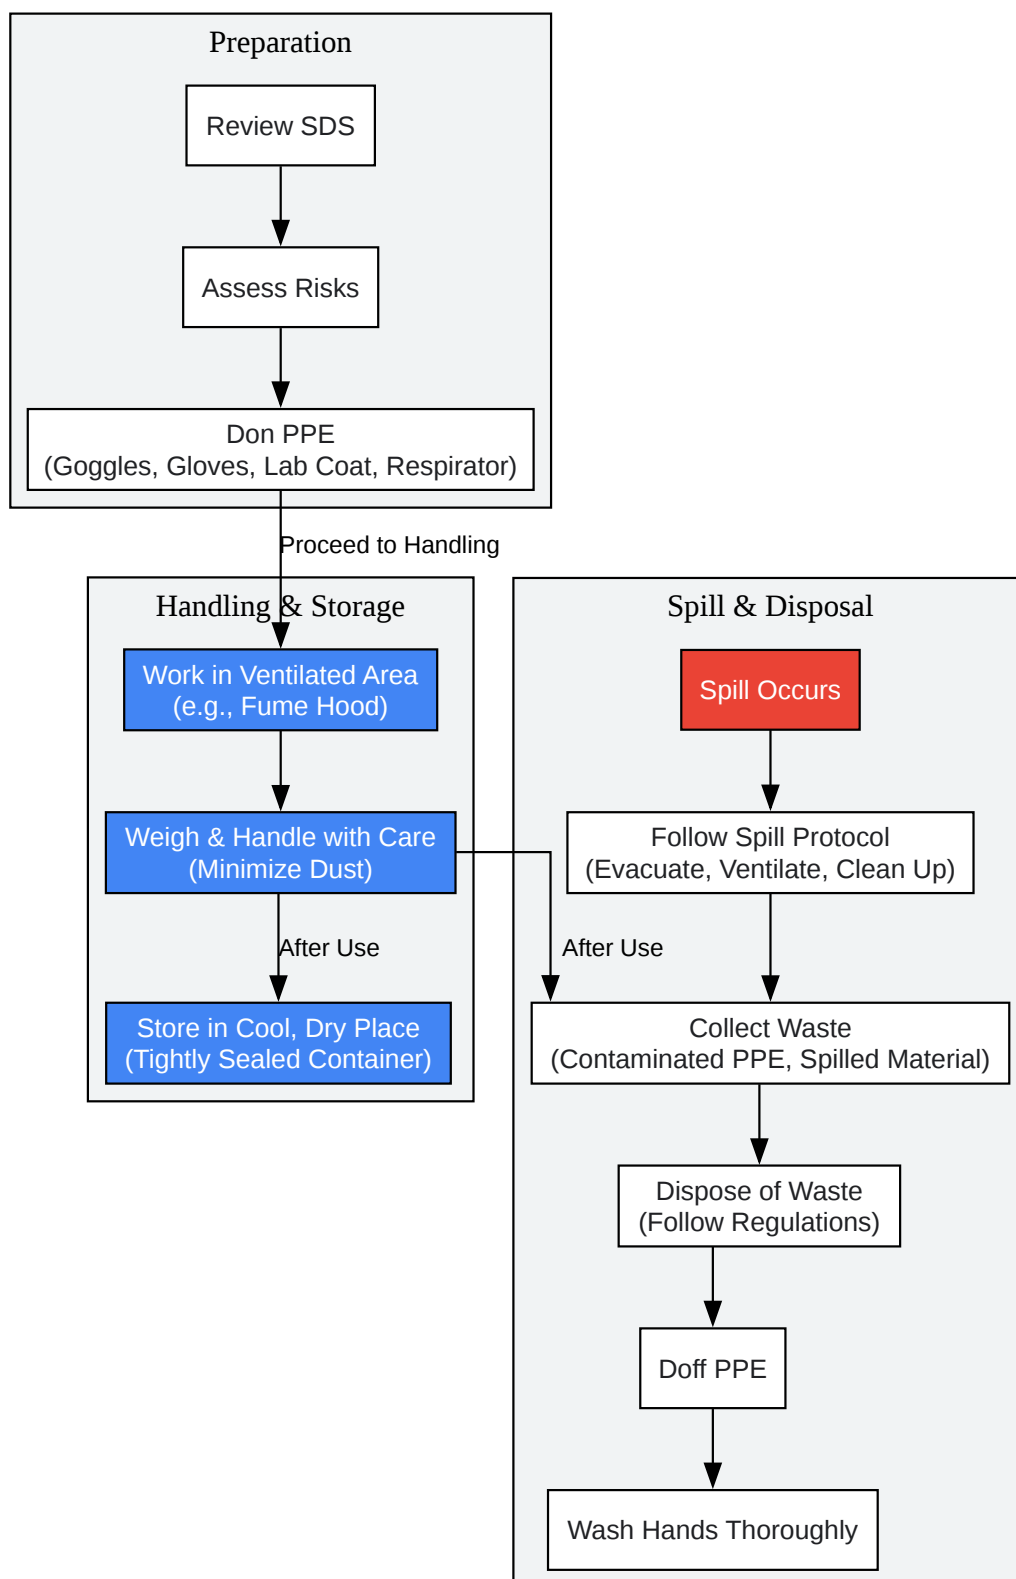 Preparation
Review SDS
Assess Risks
Don PPE
(Goggles, Gloves, Lab Coat, Respirator)
Proceed to Handling
Handling & Storage
Work in Ventilated Area
(e.g., Fume Hood)
Weigh & Handle with Care
(Minimize Dust)
After Use
Store in Cool, Dry Place
(Tightly Sealed Container)
Spill & Disposal
Spill Occurs
Follow Spill Protocol
(Evacuate, Ventilate, Clean Up)
After Use
Collect Waste
(Contaminated PPE, Spilled Material)
Dispose of Waste
(Follow Regulations)
Doff PPE
Wash Hands Thoroughly